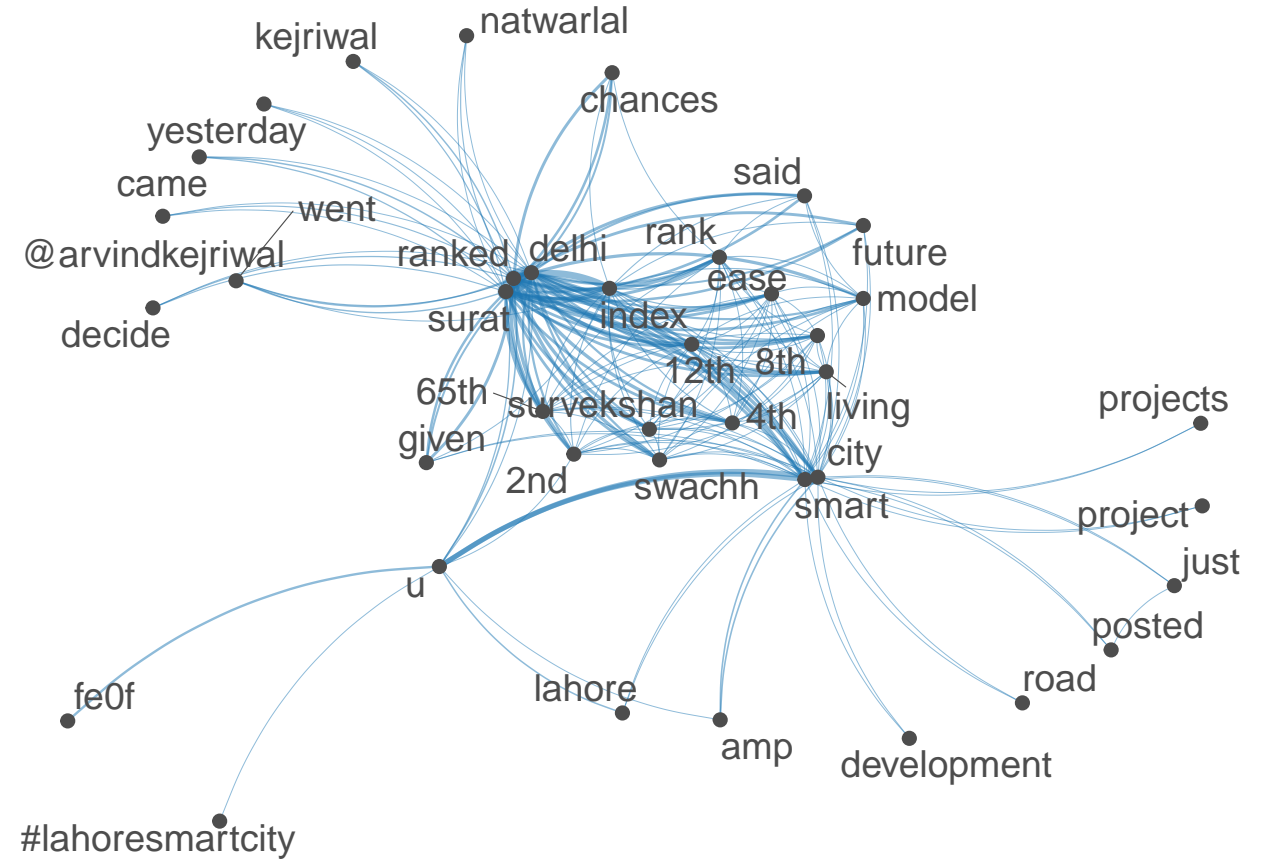 natwarlal
kejriwal
chances
yesterday
said
came
went
rank
@arvindkejriwal
ranked
delhi
future
ease
model
surat
index
decide
12th
8th
65th
survekshan
living
projects
4th
given
city
2nd
swachh
smart
project
just
u
posted
road
lahore
fe0f
amp
development
#lahoresmartcity